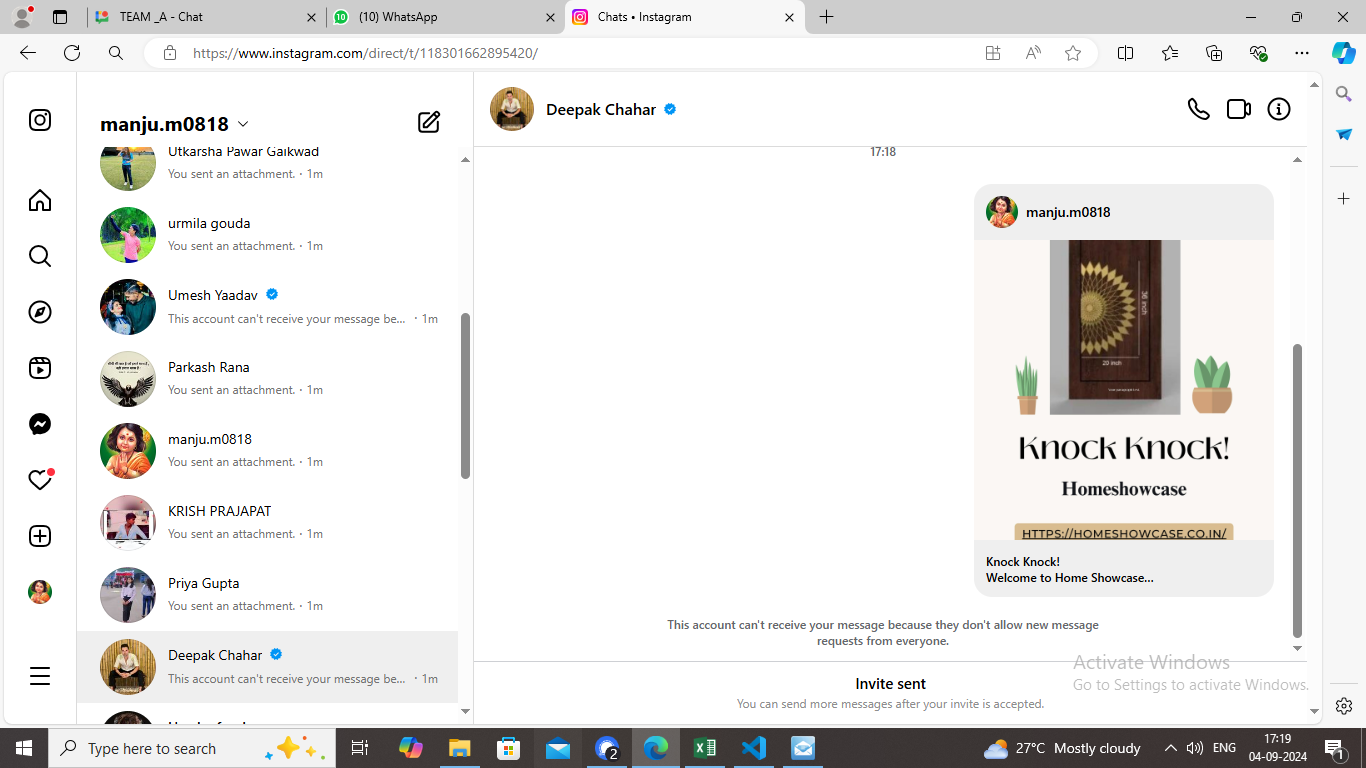 TEAM _A - Chat
(10) WhatsApp
Chats • Instagram
https://www.instagram.com/direct/t/118301662895420/
manju.m0818
Utkarsha Pawar Gaikwad
You sent an attachment. · 1m
urmila gouda
You sent an attachment. · 1m
Umesh Yaadav
This account can't receive your message be... · 1m
Parkash Rana
You sent an attachment. · 1m
manju.m0818
You sent an attachment. · 1m
KRISH PRAJAPAT
You sent an attachment. · 1m
Priya Gupta
You sent an attachment. · 1m
Deepak Chahar
This account can't receive your message be... · 1m
Deepak Chahar
17:18
manju.m0818
36 inch
20 inch
Knock Knock!
Homeshowcase
HTTPS://HOMESHOWCASE.CO.IN/
Knock Knock!
Welcome to Home Showcase...
This account can't receive your message because they don't allow new message
requests from everyone.
Invite sent
You can send more messages after your invite is accepted.
Activate Windows
Go to Settings to activate Windows.
Type here to search
2
27°C Mostly cloudy
ENG
17:19
04-09-2024
1